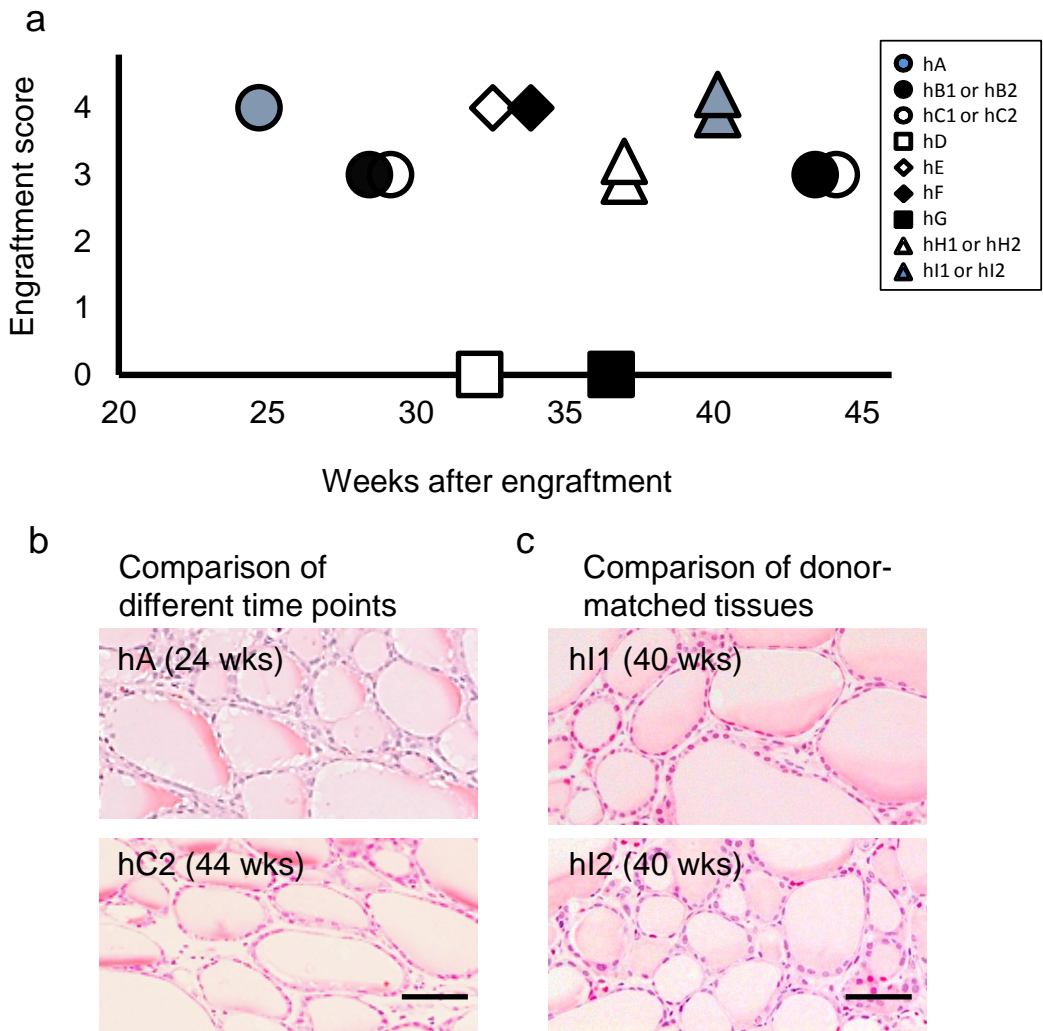 a
Engraftment score
4
3
2
1
0
20
25
30
35
40
45
Weeks after engraftment
hA
hB1 or hB2
hC1 or hC2
hD
hE
hF
hG
hH1 or hH2
hI1 or hI2
b
Comparison of
different time points
hA (24 wks)
hC2 (44 wks)
c
Comparison of donor-
matched tissues
hI1 (40 wks)
hI2 (40 wks)